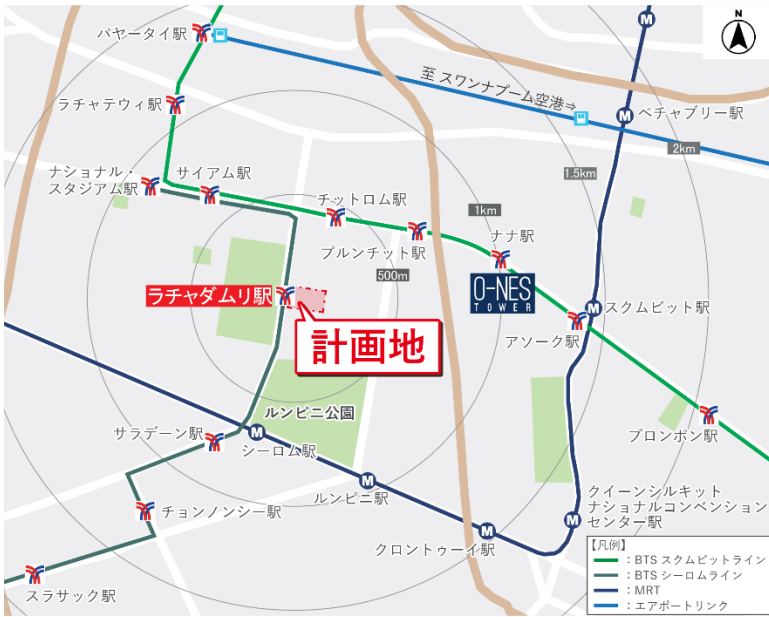 N
パヤータイ駅
至 スワンナプーム空港⇒
ラチャテウィ駅
ペチャブリー駅
2km
ナショナル・
スタジアム駅
サイアム駅
1.5km
チットロム駅
1km
プルンチット駅
ナナ駅
500m
O-NES
TOWER
ラチャダムリ駅
スクムビット駅
アソーク駅
計画地
ルンピニ公園
サラデーン駅
シーロム駅
プロンポン駅
ルンピニ駅
チョンノンシー駅
クイーンシルキット
ナショナルコンベンション
センター駅
クロントゥーイ駅
スラサック駅
【凡例】
：BTS スクムビットライン
：BTS シーロムライン
：MRT
：エアポートリンク
M
M
M
M
M
M
M